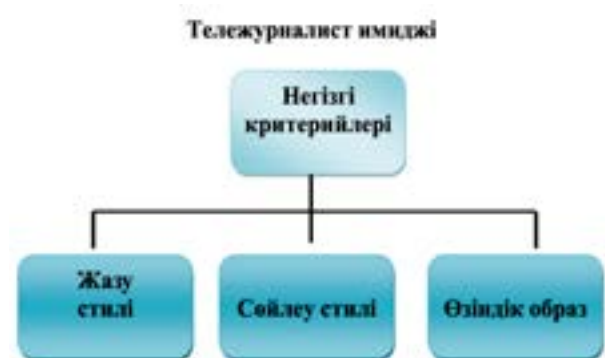 Тележурналист имиджі
Негізгі
критерийлері
Жазу
стилі
Сөйлеу стилі
Өзіндік образ